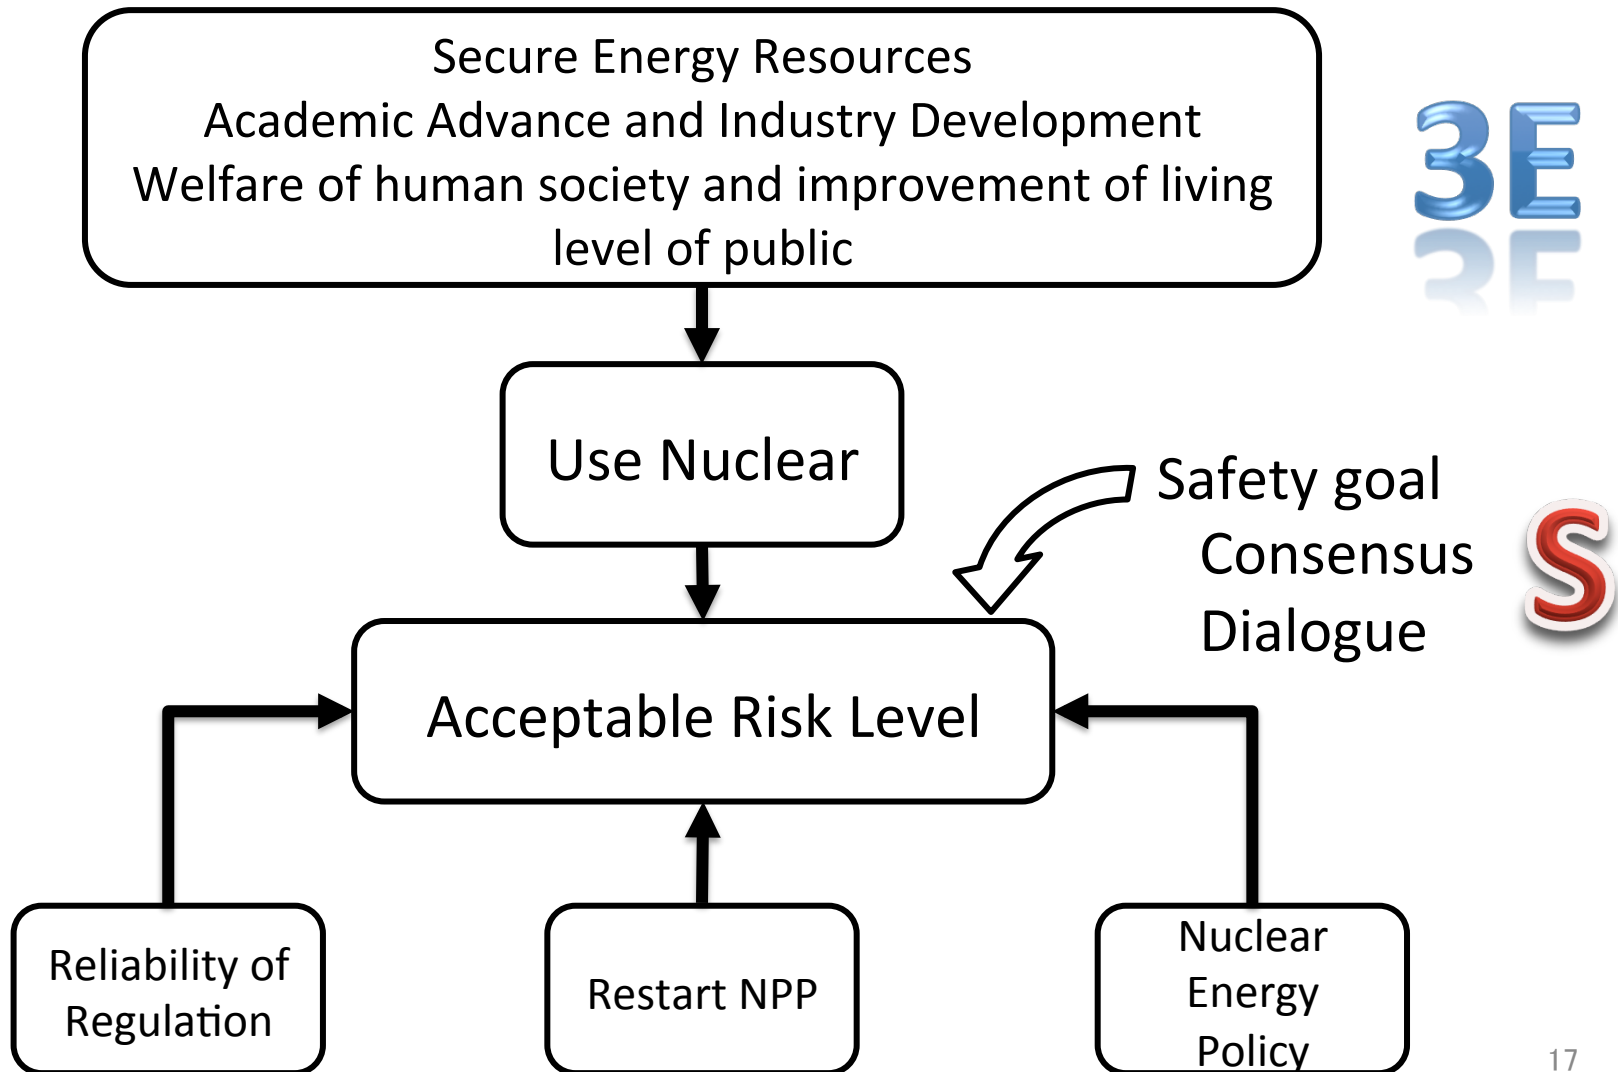 Secure Energy Resources
Academic Advance and Industry Development
Welfare of human society and improvement of living
level of public
3E
Use Nuclear
Safety goal
Consensus
Dialogue
S
Acceptable Risk Level
Reliability of
Regulation
Restart NPP
Nuclear
Energy
Policy
17